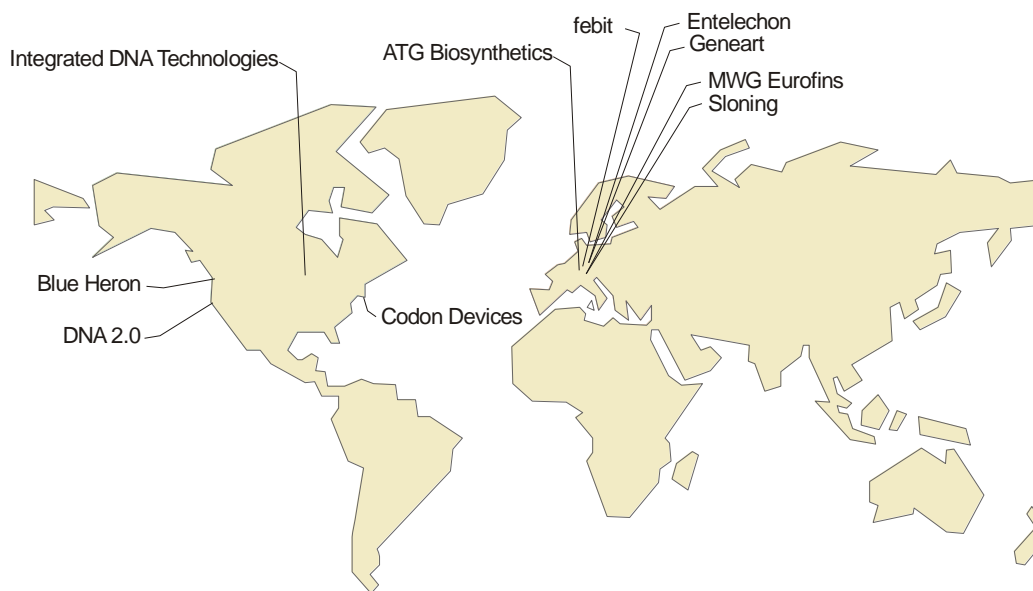 febit
Entelechon
Geneart
ATG Biosynthetics
Integrated DNA Technologies
MWG Eurofins
Sloning
Blue Heron
Codon Devices
DNA 2.0